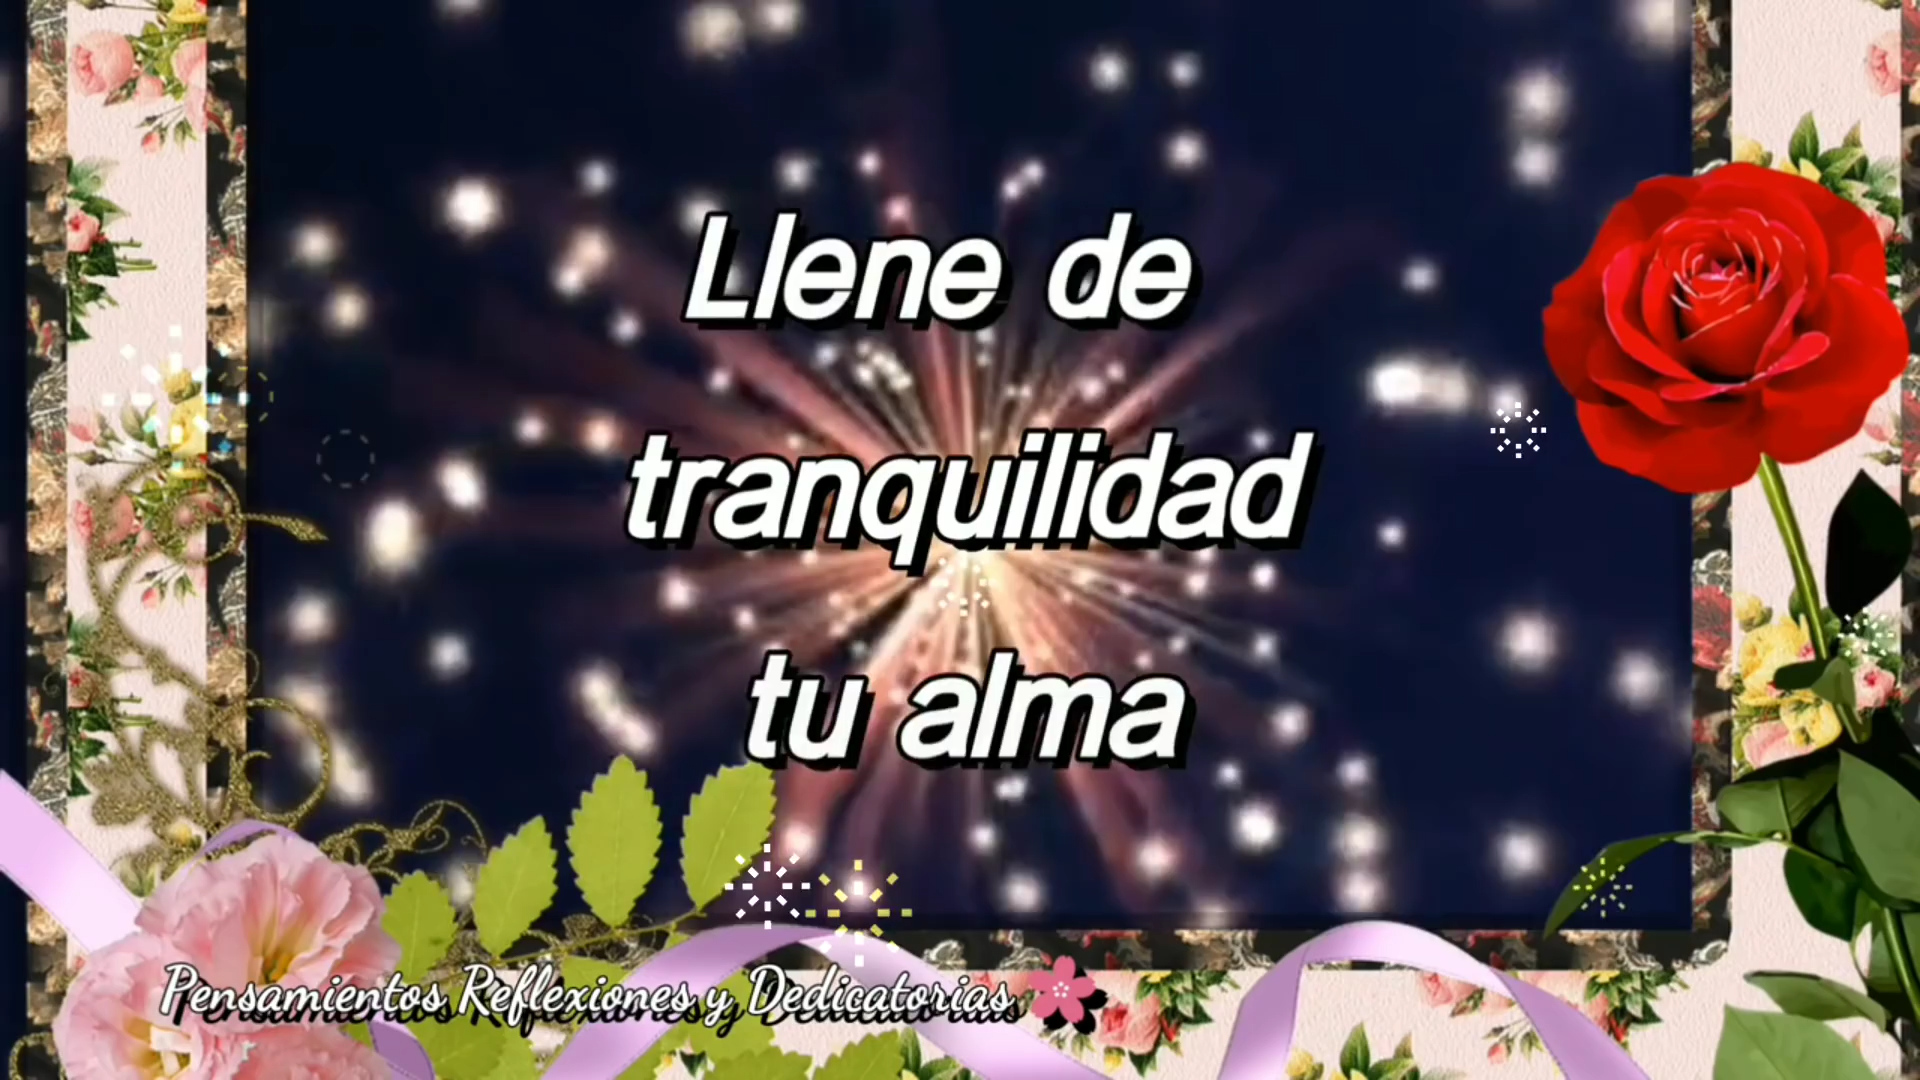 Llene de
tranquilidad
tu alma
Pensamientos Reflexiones y Dedicatorias